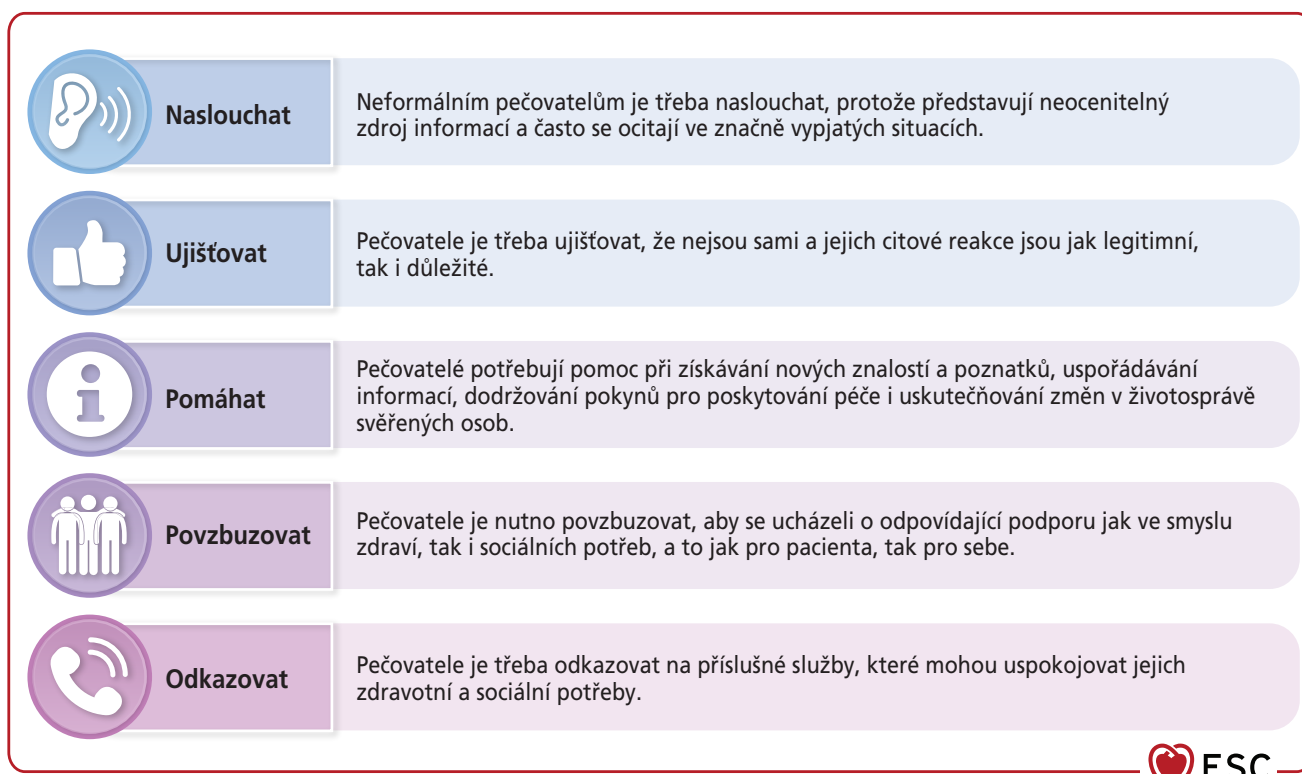 Naslouchat
Neformálním pečovatelům je třeba naslouchat, protože představují neocenitelný
zdroj informací a často se ocitají ve značně vypjatých situacích.
Ujišťovat
Pečovatele je třeba ujišťovat, že nejsou sami a jejich citové reakce jsou jak legitimní,
tak i důležité.
Pomáhat
Pečovatelé potřebují pomoc při získávání nových znalostí a poznatků, uspořádávání
informací, dodržování pokynů pro poskytování péče i uskutečňování změn v životosprávě
svěřených osob.
Povzbuzovat
Pečovatele je nutno povzbuzovat, aby se ucházeli o odpovídající podporu jak ve smyslu
zdraví, tak i sociálních potřeb, a to jak pro pacienta, tak pro sebe.
Odkazovat
Pečovatele je třeba odkazovat na příslušné služby, které mohou uspokojovat jejich
zdravotní a sociální potřeby.
ESC